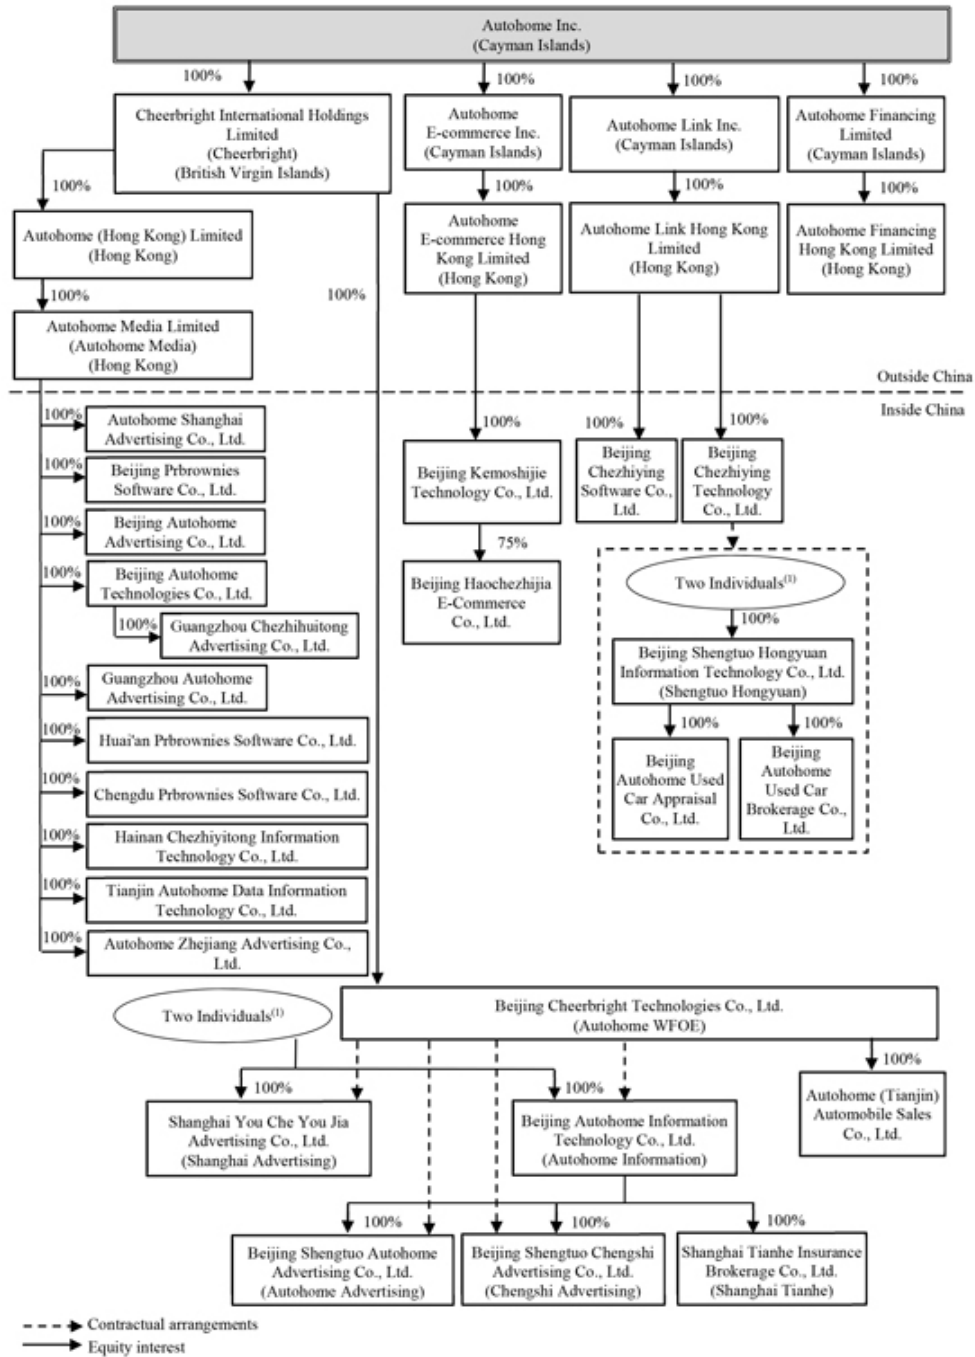 Autohome Inc.
(Cayman Islands)
100%
100%
100%
100%
Cheerbright International Holdings
Limited
(Cheerbright)
(British Virgin Islands)
Autohome
E-commerce Inc.
(Cayman Islands)
Autohome Link Inc.
(Cayman Islands)
Autohome Financing
Limited
(Cayman Islands)
100%
100%
100%
100%
Autohome (Hong Kong) Limited
(Hong Kong)
Autohome
E-commerce Hong
Kong Limited
(Hong Kong)
Autohome Link Hong Kong
Limited
(Hong Kong)
Autohome Financing
Hong Kong Limited
(Hong Kong)
100%
100%
Autohome Media Limited
(Autohome Media)
(Hong Kong)
Outside China
Inside China
100%
Autohome Shanghai
Advertising Co., Ltd.
100%
Beijing Prbrownies
Software Co., Ltd.
100%
Beijing Autohome
Advertising Co., Ltd.
100%
Beijing Autohome
Technologies Co., Ltd.
100%
Guangzhou Chezhihuitong
Advertising Co., Ltd.
100%
Guangzhou Autohome
Advertising Co., Ltd.
100%
Huai'an Prbrownies Software Co., Ltd.
100%
Chengdu Prbrownies Software Co., Ltd.
100%
Hainan Chezhiyitong Information
Technology Co., Ltd.
100%
Tianjin Autohome Data Information
Technology Co., Ltd.
100%
Autohome Zhejiang Advertising Co.,
Ltd.
100%
Beijing Kemoshijie
Technology Co., Ltd.
75%
Beijing Haochezhijia
E-Commerce
Co., Ltd.
100%
Beijing
Chezhiying
Software Co.,
Ltd.
100%
Beijing
Chezhiying
Technology
Co., Ltd.
Two Individuals(1)
100%
Beijing Shengtuo Hongyuan
Information Technology Co., Ltd.
(Shengtuo Hongyuan)
100%
100%
Beijing
Autohome Used
Car Appraisal
Co., Ltd.
Beijing
Autohome
Used Car
Brokerage Co.,
Ltd.
Two Individuals(1)
Beijing Cheerbright Technologies Co., Ltd.
(Autohome WFOE)
100%
100%
100%
Shanghai You Che You Jia
Advertising Co., Ltd.
(Shanghai Advertising)
Beijing Autohome Information
Technology Co., Ltd.
(Autohome Information)
Autohome (Tianjin)
Automobile Sales
Co., Ltd.
100%
100%
100%
Beijing Shengtuo Autohome
Advertising Co., Ltd.
(Autohome Advertising)
Beijing Shengtuo Chengshi
Advertising Co., Ltd.
(Chengshi Advertising)
Shanghai Tianhe Insurance
Brokerage Co., Ltd.
(Shanghai Tianhe)
Contractual arrangements
Equity interest